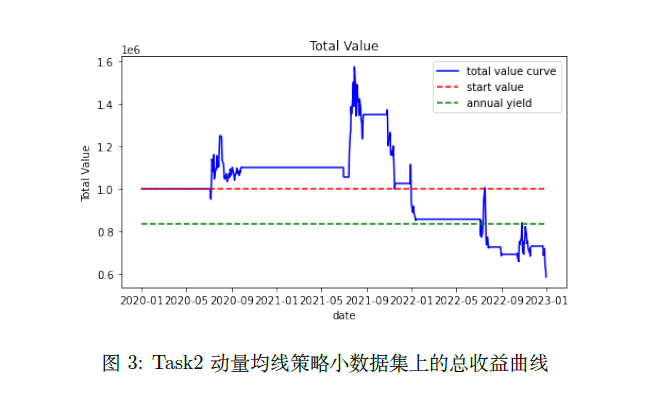 Total Value
1e6
total value curve
start value
annual yield
1.6
1.4
1.2
1.0
0.8
0.6
Total Value
2020-01 2020-05 2020-09 2021-01 2021-05 2021-09 2022-01 2022-05 2022-09 2023-01
date
图 3: Task2 动量均线策略小数据集上的总收益曲线